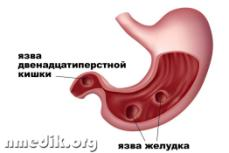 язва
двенадцатиперстной
кишки
nmedik.org
язва желудка